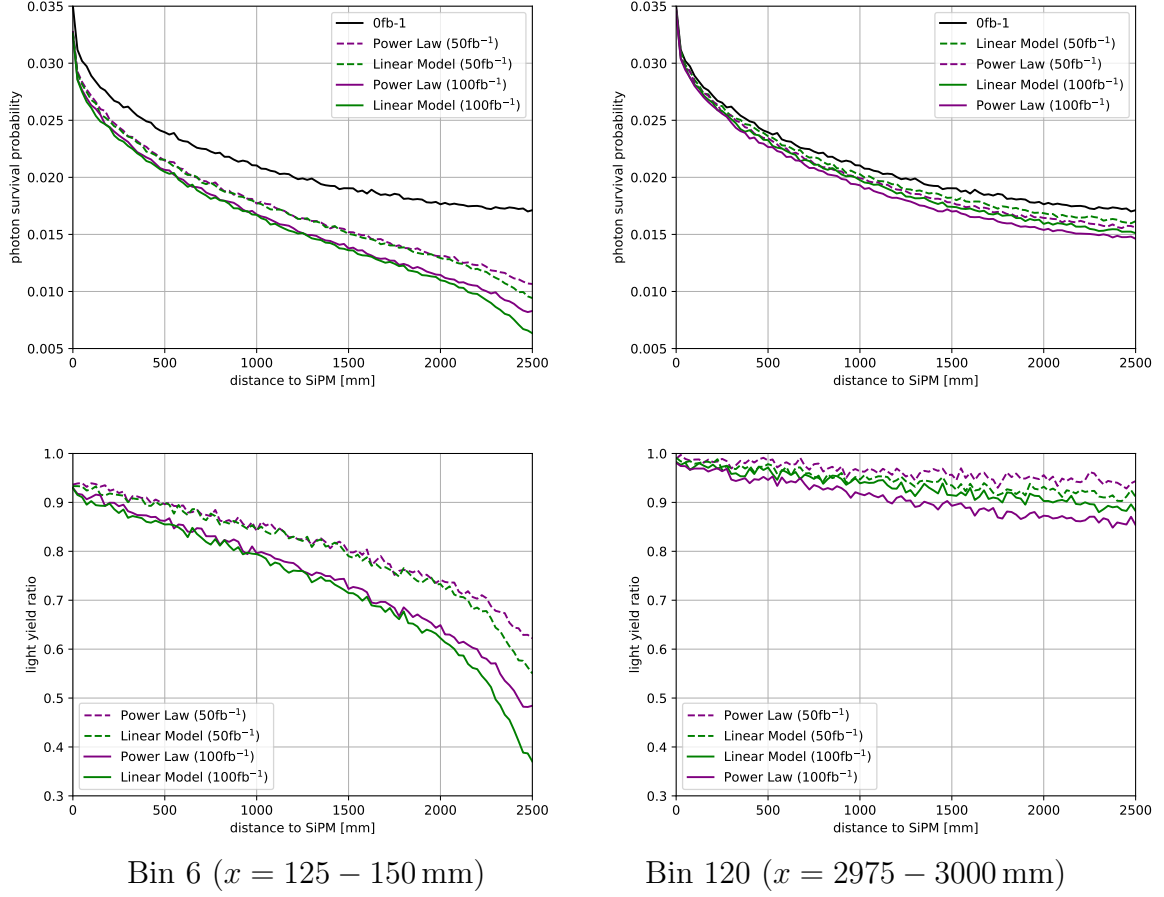 0.035
0.030
0.025
0.020
0.015
0.010
0.005
photon survival probability
0 500 1000 1500 2000 2500
distance to SiPM [mm]
0fb-1
Power Law (50fb⁻¹)
Linear Model (50fb⁻¹)
Power Law (100fb⁻¹)
Linear Model (100fb⁻¹)
0.035
0.030
0.025
0.020
0.015
0.010
0.005
photon survival probability
0 500 1000 1500 2000 2500
distance to SiPM [mm]
0fb-1
Linear Model (50fb⁻¹)
Power Law (50fb⁻¹)
Linear Model (100fb⁻¹)
Power Law (100fb⁻¹)
1.0
0.9
0.8
0.7
0.6
0.5
0.4
0.3
light yield ratio
0 500 1000 1500 2000 2500
distance to SiPM [mm]
Power Law (50fb⁻¹)
Linear Model (50fb⁻¹)
Power Law (100fb⁻¹)
Linear Model (100fb⁻¹)
1.0
0.9
0.8
0.7
0.6
0.5
0.4
0.3
light yield ratio
0 500 1000 1500 2000 2500
distance to SiPM [mm]
Power Law (50fb⁻¹)
Linear Model (50fb⁻¹)
Linear Model (100fb⁻¹)
Power Law (100fb⁻¹)
Bin 6 (x = 125 − 150 mm)
Bin 120 (x = 2975 − 3000 mm)